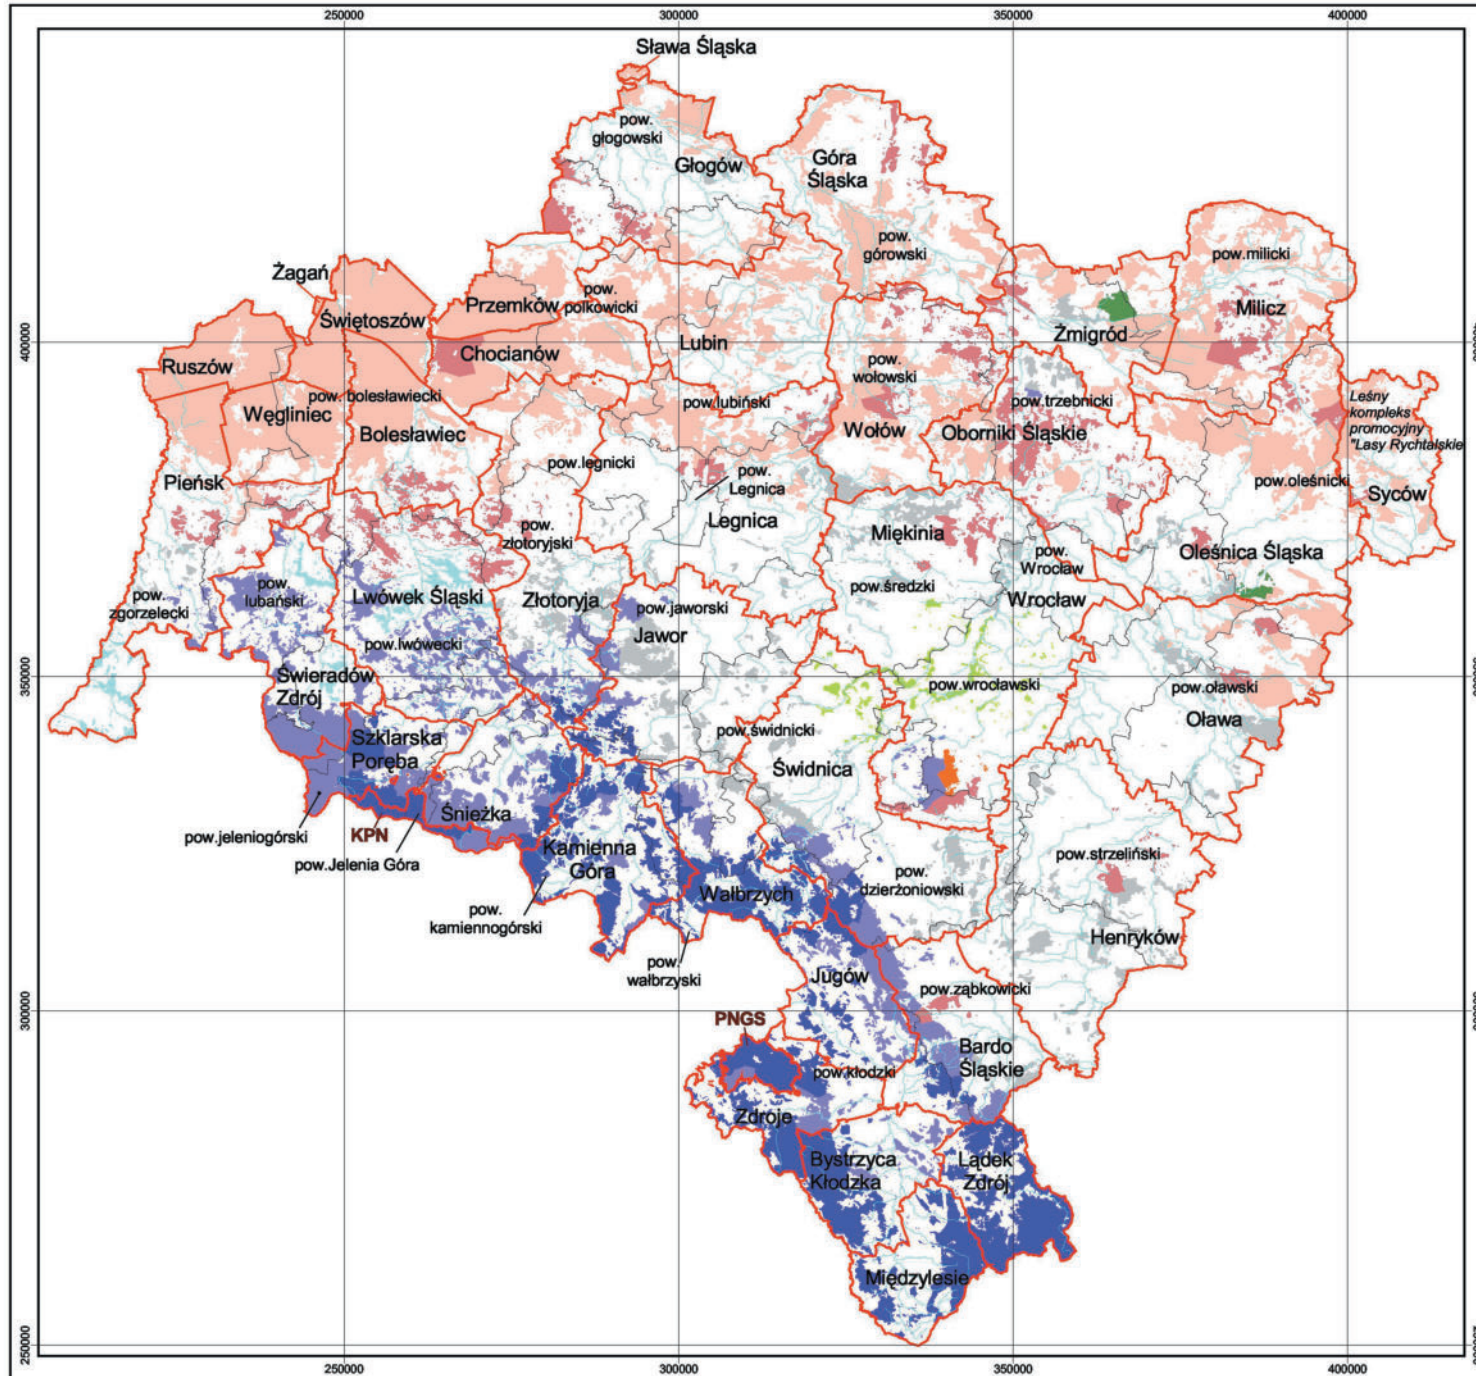 250000
300000
350000
400000
Sława Śląska
pow.
głogowski
Głogów
Góra
Śląska
pow.
górowski
pow.milicki
Milicz
Żagań
Świętoszów
Przemków
pow.
polkowicki
Żmigród
400000
400000
Ruszów
Chocianów
Lubin
pow.
wołowski
pow. bolesławiecki
Węgliniec
Bolesławiec
pow.lubiński
Wołów
pow.trzebnicki
Oborniki Śląskie
Leśny
kompleks
promocyjny
"Lasy Rychtalskie
Pieńsk
pow.legnicki
pow.
Legnica
Legnica
pow.oleśnicki
Syców
pow.
złotoryjski
Miękinia
pow.
Wrocław
Oleśnica Śląska
pow.
zgorzelecki
pow.
lubański
Lwówek Śląski
Złotoryja
pow.średzki
Wrocław
pow.lwówecki
pow.jaworski
Jawor
350000
350000
Świeradów
Zdrój
pow.wrocławski
pow.oławski
Oława
Szklarska
Poręba
pow.świdnicki
Świdnica
Śnieżka
pow.jeleniogórski
KPN
pow.Jelenia Góra
Kamienna
Góra
pow.strzeliński
pow.
kamiennogórski
Wałbrzych
pow.
dzierżoniowski
Henryków
pow.
wałbrzyski
Jugów
pow.ząbkowicki
300000
300000
PNGS
Bardo
Śląskie
pow.kłodzki
Zdroje
Bystrzyca
Kłodzka
Lądek
Zdrój
Międzylesie
250000
250000
250000
300000
350000
400000